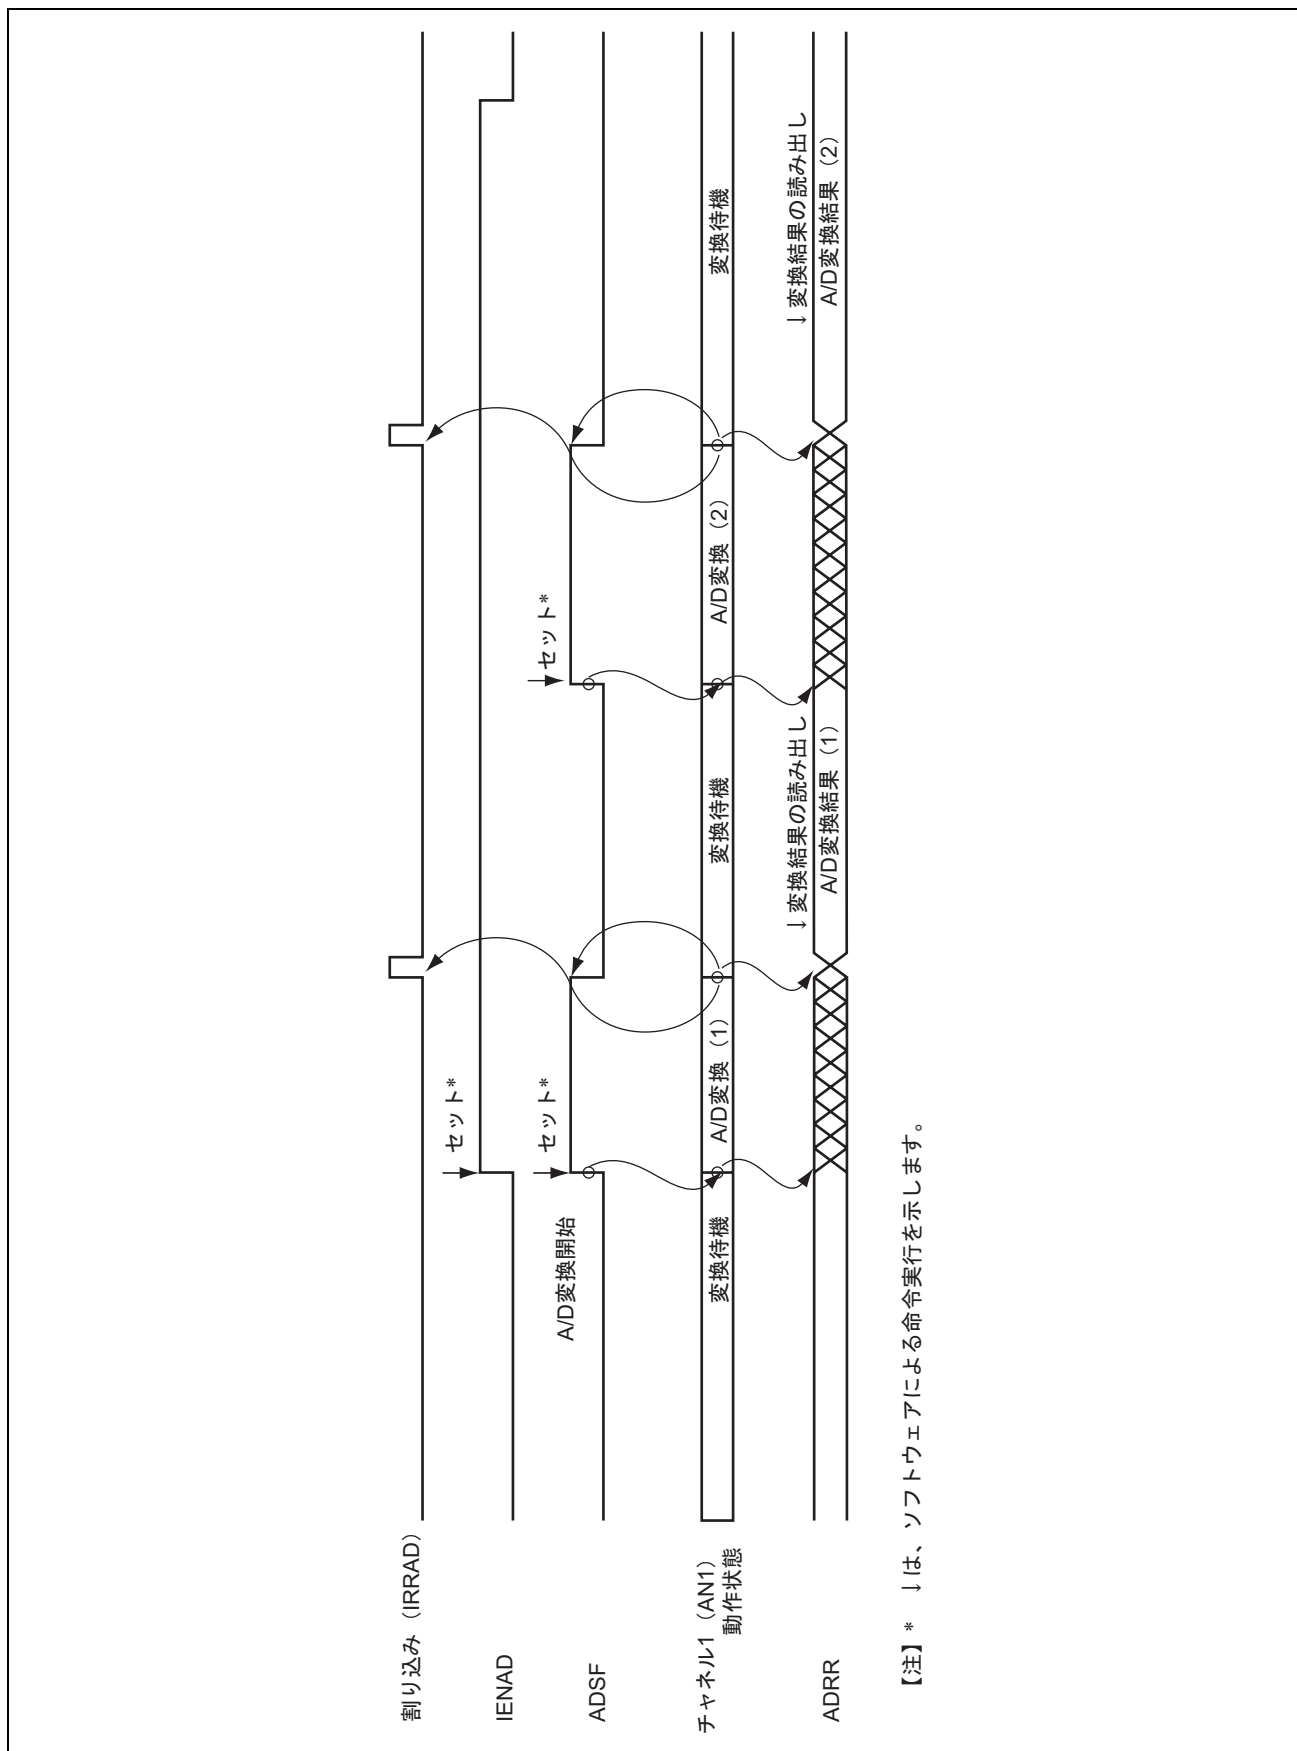 割り込み（IRRAD）
IENAD
セット*
ADSF
A/D変換開始
セット*
セット*
チャネル1（AN1）
動作状態
変換待機
A/D変換（1）
変換待機
A/D変換（2）
変換待機
ADRR
↓変換結果の読み出し
A/D変換結果（1）
↓変換結果の読み出し
A/D変換結果（2）
【注】* ↓は、ソフトウェアによる命令実行を示します。